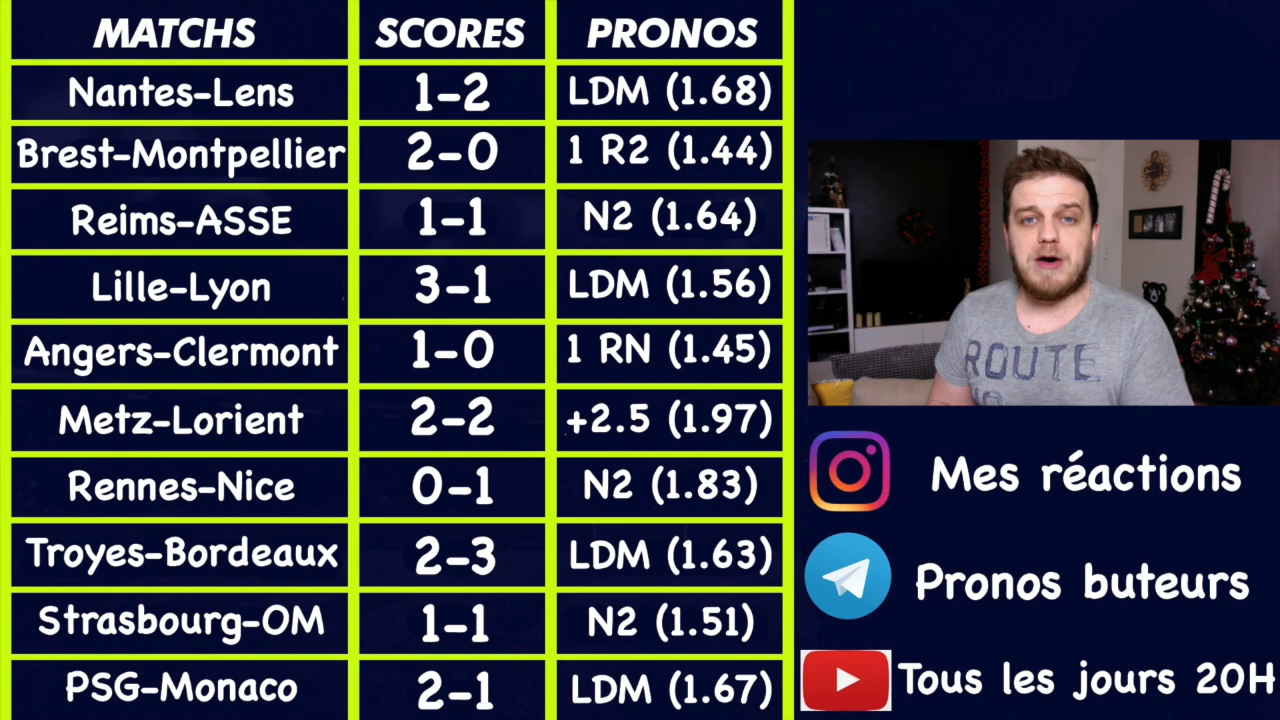 MATCHS SCORES PRONOS
Nantes-Lens 1-2 LDM (1.68)
Brest-Montpellier 2-0 1 R2 (1.44)
Reims-ASSE 1-1 N2 (1.64)
Lille-Lyon 3-1 LDM (1.56)
Angers-Clermont 1-0 1 RN (1.45)
Metz-Lorient 2-2 +2.5 (1.97)
Rennes-Nice 0-1 N2 (1.83)
Troyes-Bordeaux 2-3 LDM (1.63)
Strasbourg-OM 1-1 N2 (1.51)
PSG-Monaco 2-1 LDM (1.67)
ROUTE
Mes réactions
Pronos buteurs
Tous les jours 20H